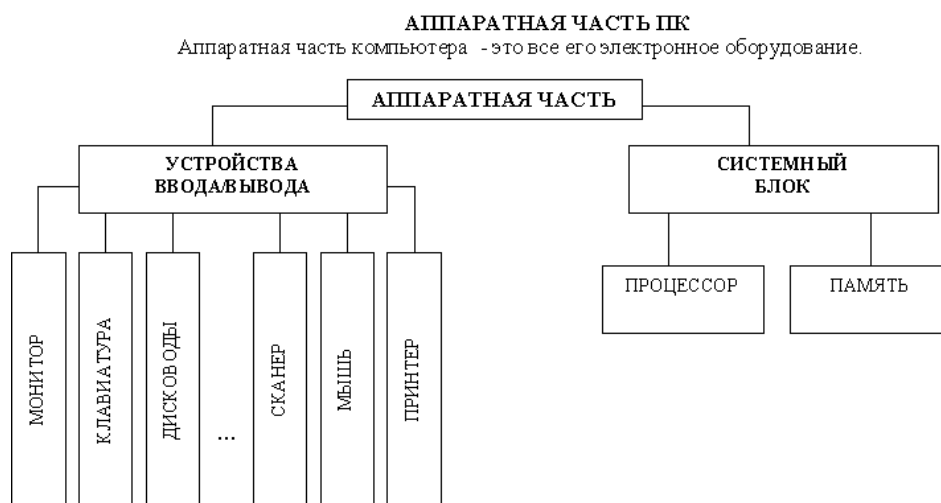 АППАРАТНАЯ ЧАСТЬ ПК
Аппаратная часть компьютера - это все его электронное оборудование.
АППАРАТНАЯ ЧАСТЬ
УСТРОЙСТВА
ВВОДА/ВЫВОДА
СИСТЕМНЫЙ
БЛОК
МОНИТОР
КЛАВИАТУРА
ДИСКОВОДЫ
...
СКАНЕР
МЫШЬ
ПРИНТЕР
ПРОЦЕССОР
ПАМЯТЬ